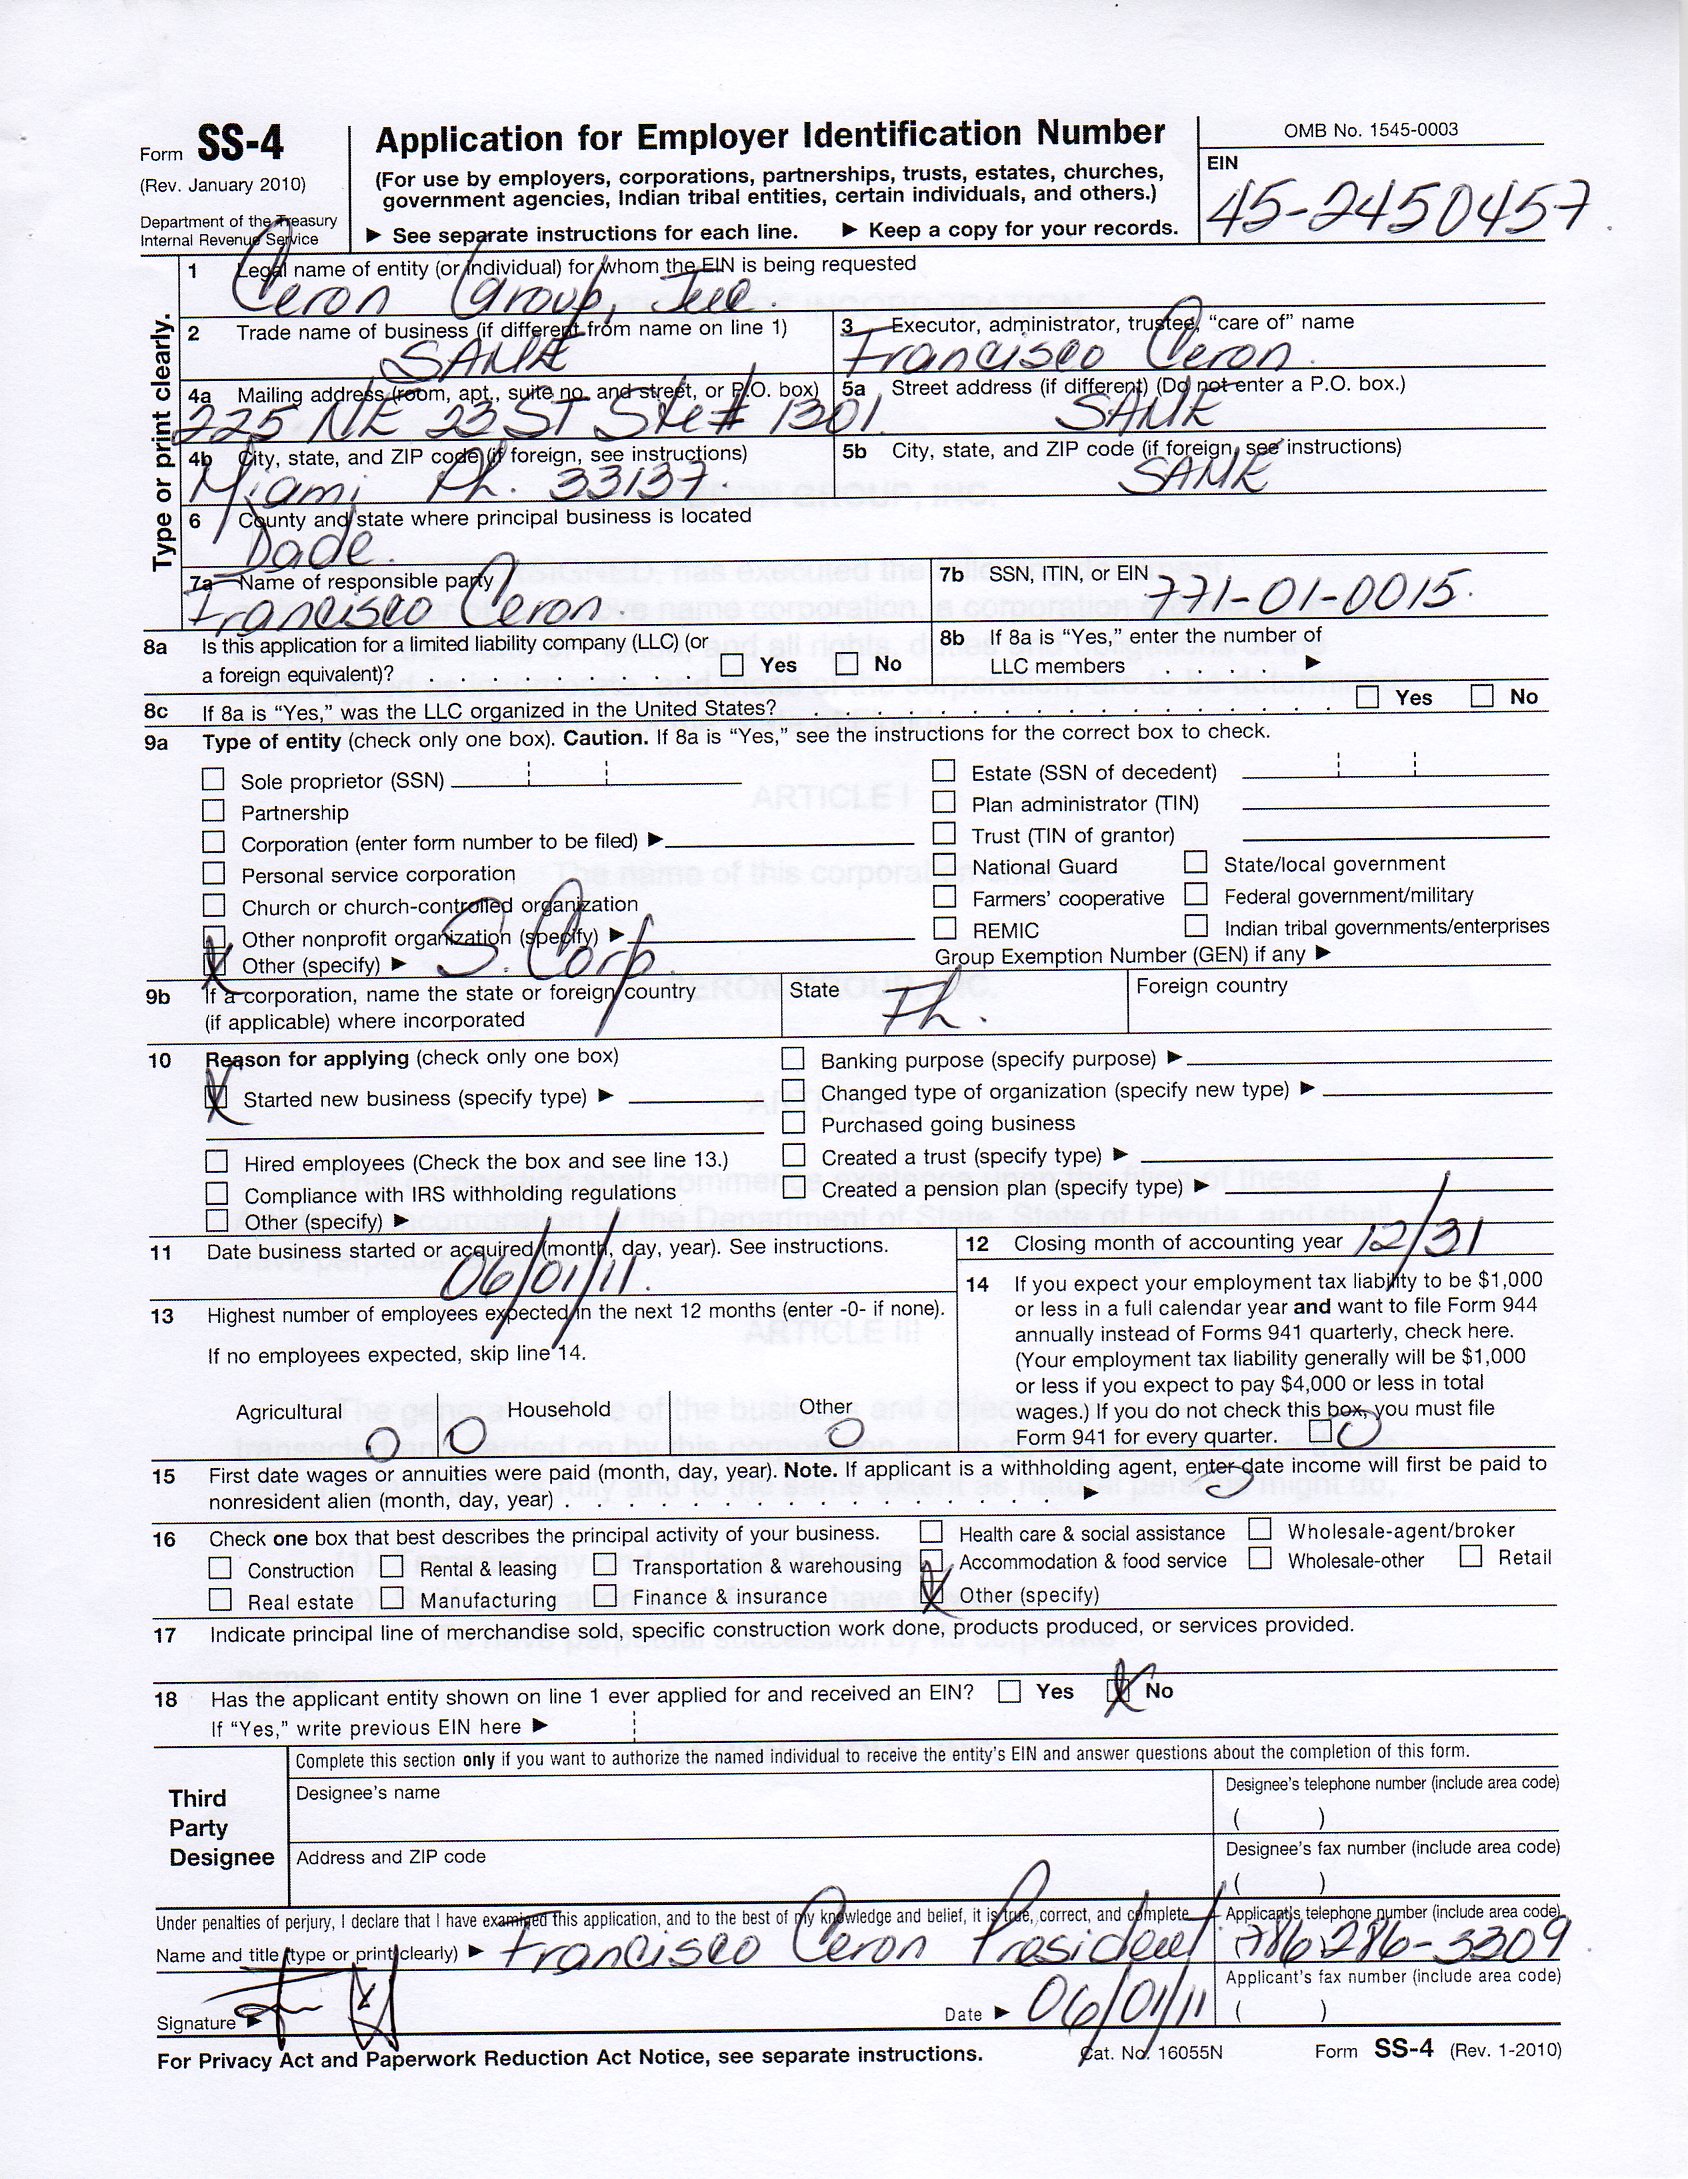 Form SS-4
(Rev. January 2010)
Department of the Treasury
Internal Revenue Service
Application for Employer Identification Number
(For use by employers, corporations, partnerships, trusts, estates, churches,
government agencies, Indian tribal entities, certain individuals, and others.)
▶ See separate instructions for each line. ▶ Keep a copy for your records.
OMB No. 1545-0003
EIN
45-2450457
Type or print clearly.
1 Legal name of entity (or individual) for whom the EIN is being requested
Ceron Group, Inc.
2 Trade name of business (if different from name on line 1)
SAME
3 Executor, administrator, trustee, “care of” name
Francisco Ceron.
4a Mailing address (room, apt., suite no. and street, or P.O. box)
225 NE 23 ST Ste # 1301
5a Street address (if different) (Do not enter a P.O. box.)
SAME
4b City, state, and ZIP code (if foreign, see instructions)
Miami Fl. 33137.
5b City, state, and ZIP code (if foreign, see instructions)
SAME
6 County and state where principal business is located
Dade.
7a Name of responsible party
Francisco Ceron.
7b SSN, ITIN, or EIN
771-01-0015.
8a Is this application for a limited liability company (LLC) (or
a foreign equivalent)? . . . . . . . . . Yes No
8b If 8a is “Yes,” enter the number of
LLC members . . . . ▶
8c If 8a is “Yes,” was the LLC organized in the United States? . . . . . . . . . . . . . . . . . Yes No
9a Type of entity (check only one box). Caution. If 8a is “Yes,” see the instructions for the correct box to check.
Sole proprietor (SSN)
Partnership
Corporation (enter form number to be filed) ▶
Personal service corporation
Church or church-controlled organization
Other nonprofit organization (specify) ▶
Other (specify) ▶ S. Corp.
Estate (SSN of decedent)
Plan administrator (TIN)
Trust (TIN of grantor)
National Guard State/local government
Farmers’ cooperative Federal government/military
REMIC Indian tribal governments/enterprises
Group Exemption Number (GEN) if any ▶
9b If a corporation, name the state or foreign country
(if applicable) where incorporated
State
Fl.
Foreign country
10 Reason for applying (check only one box)
Started new business (specify type) ▶
Hired employees (Check the box and see line 13.)
Compliance with IRS withholding regulations
Other (specify) ▶
Banking purpose (specify purpose) ▶
Changed type of organization (specify new type) ▶
Purchased going business
Created a trust (specify type) ▶
Created a pension plan (specify type) ▶
11 Date business started or acquired (month, day, year). See instructions.
06/01/11.
12 Closing month of accounting year 12/31
13 Highest number of employees expected in the next 12 months (enter -0- if none).
If no employees expected, skip line 14.
Agricultural Household Other
0 0 0
14 If you expect your employment tax liability to be $1,000
or less in a full calendar year and want to file Form 944
annually instead of Forms 941 quarterly, check here.
(Your employment tax liability generally will be $1,000
or less if you expect to pay $4,000 or less in total
wages.) If you do not check this box, you must file
Form 941 for every quarter. 0
15 First date wages or annuities were paid (month, day, year). Note. If applicant is a withholding agent, enter date income will first be paid to
nonresident alien (month, day, year) . . . . . . . . . . . . . . . . . ▶ 0
16 Check one box that best describes the principal activity of your business.
Health care & social assistance Wholesale-agent/broker
Construction Rental & leasing Transportation & warehousing Accommodation & food service Wholesale-other Retail
Real estate Manufacturing Finance & insurance Other (specify)
17 Indicate principal line of merchandise sold, specific construction work done, products produced, or services provided.
18 Has the applicant entity shown on line 1 ever applied for and received an EIN? Yes No
If “Yes,” write previous EIN here ▶
Third
Party
Designee
Complete this section only if you want to authorize the named individual to receive the entity’s EIN and answer questions about the completion of this form.
Designee’s name
Designee’s telephone number (include area code)
( )
Address and ZIP code
Designee’s fax number (include area code)
( )
Under penalties of perjury, I declare that I have examined this application, and to the best of my knowledge and belief, it is true, correct, and complete.
Applicant’s telephone number (include area code)
Name and title (type or print clearly) ▶ Francisco Ceron President
786 286-3309
Applicant’s fax number (include area code)
( )
Signature ▶
Date ▶ 06/01/11
For Privacy Act and Paperwork Reduction Act Notice, see separate instructions.
Cat. No. 16055N
Form SS-4 (Rev. 1-2010)